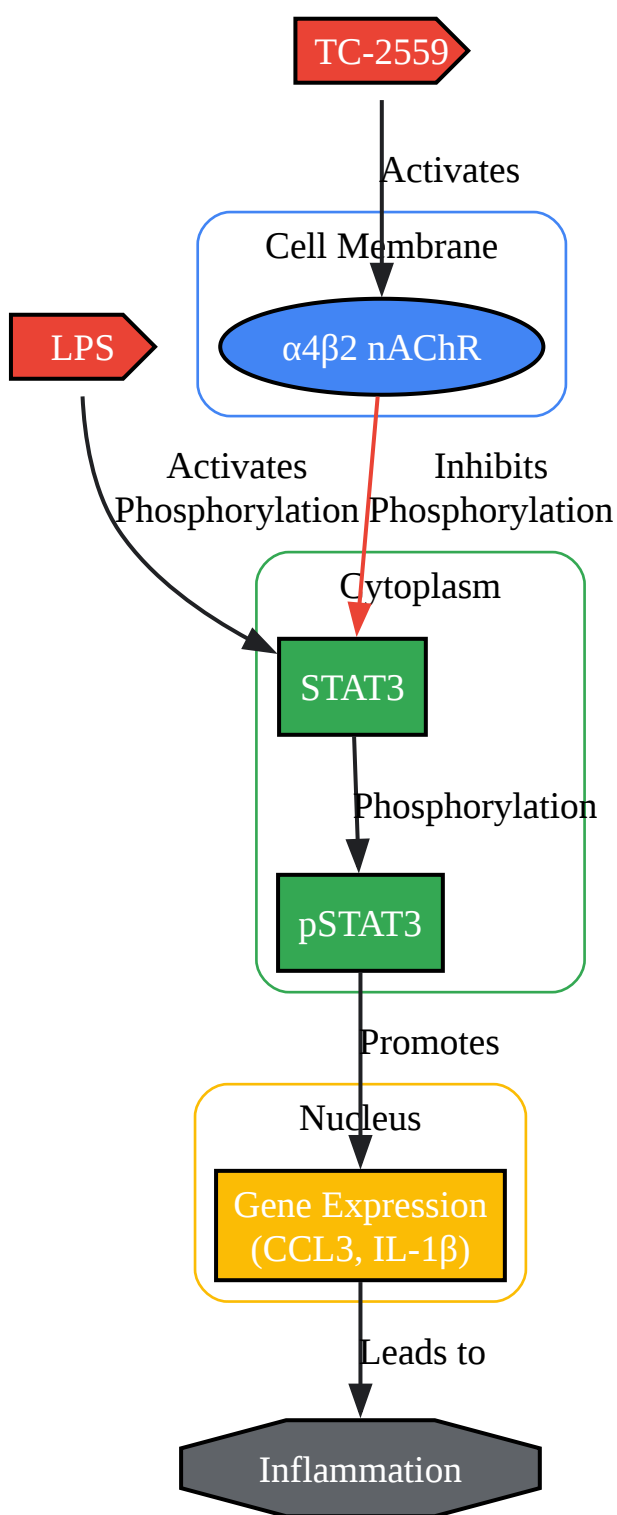 TC-2559
Activates
Cell Membrane
α4β2 nAChR
LPS
Activates
Phosphorylation
Inhibits
Phosphorylation
Cytoplasm
STAT3
Phosphorylation
pSTAT3
Promotes
Nucleus
Gene Expression
(CCL3, IL-1β)
Leads to
Inflammation